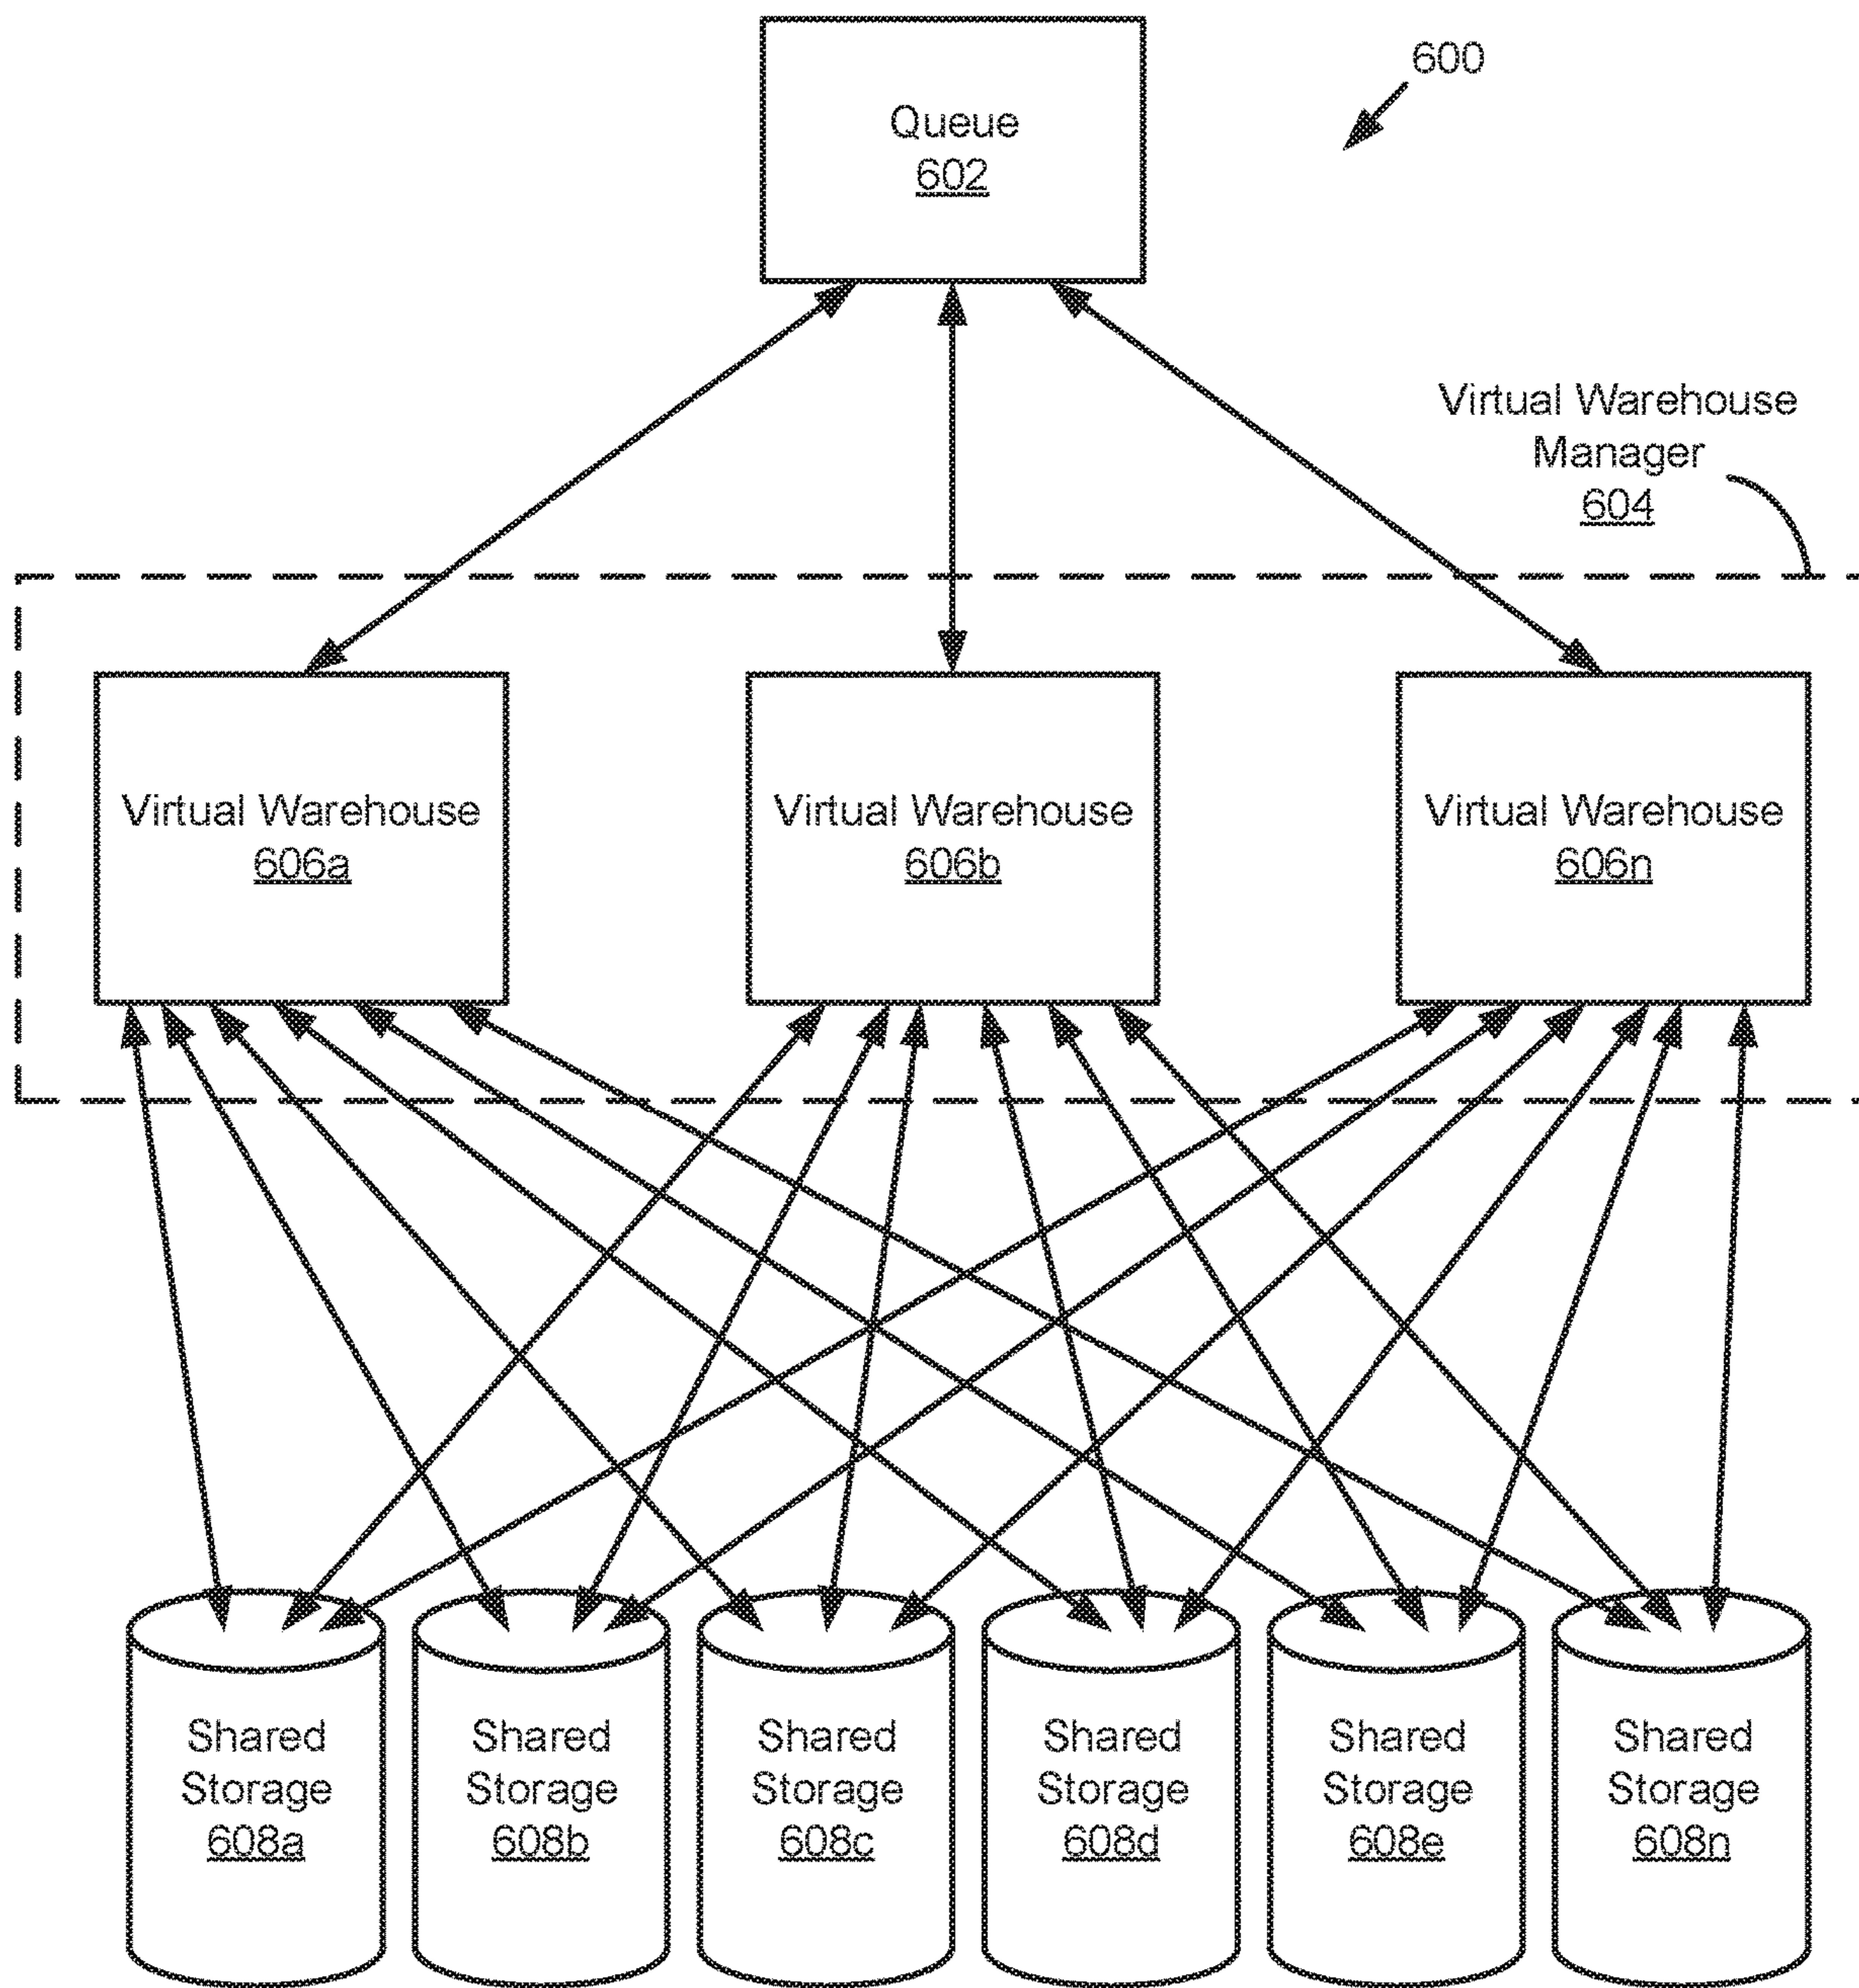 600
Queue
602
Virtual Warehouse
Manager
604
Virtual Warehouse
606a
Virtual Warehouse
606b
Virtual Warehouse
606n
Shared
Storage
608a
Shared
Storage
608b
Shared
Storage
608c
Shared
Storage
608d
Shared
Storage
608e
Shared
Storage
608n